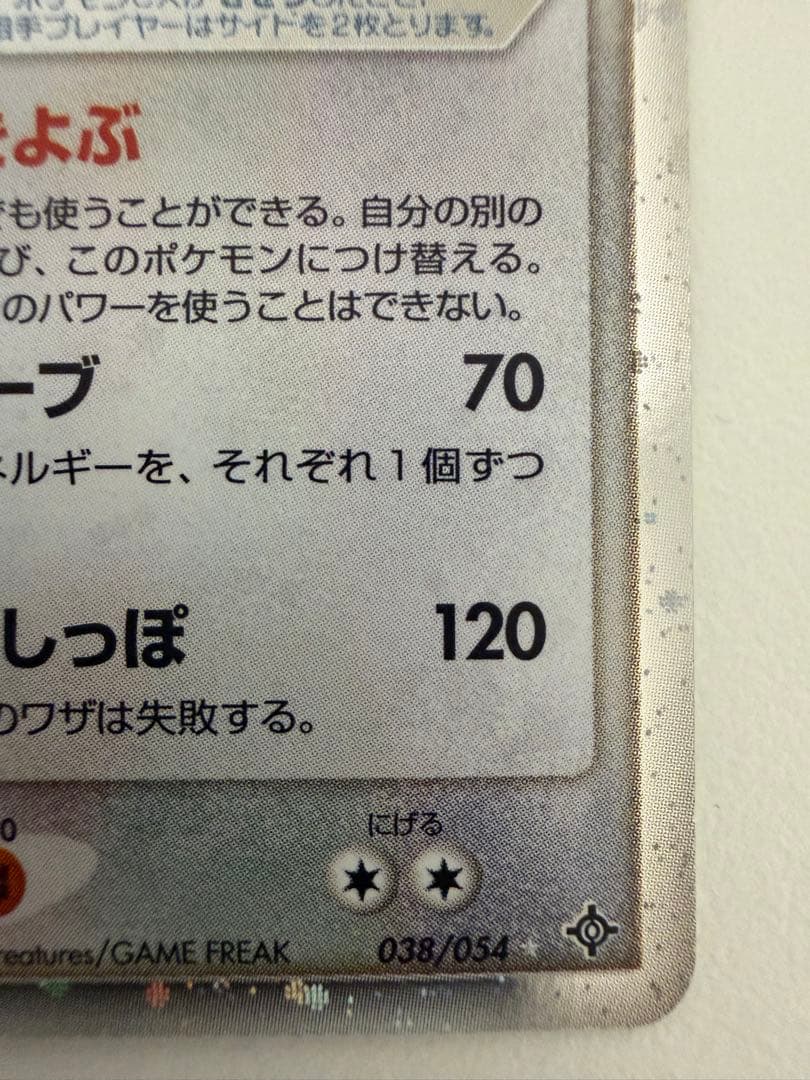 相手プレイヤーはサイドを2枚とります。
よぶ
も使うことができる。自分の別の
び、このポケモンにつけ替える。
のパワーを使うことはできない。
ーブ 70
ネルギーを、それぞれ1個ずつ
しっぽ 120
のワザは失敗する。
にげる
reatures/GAME FREAK 038/054 ★